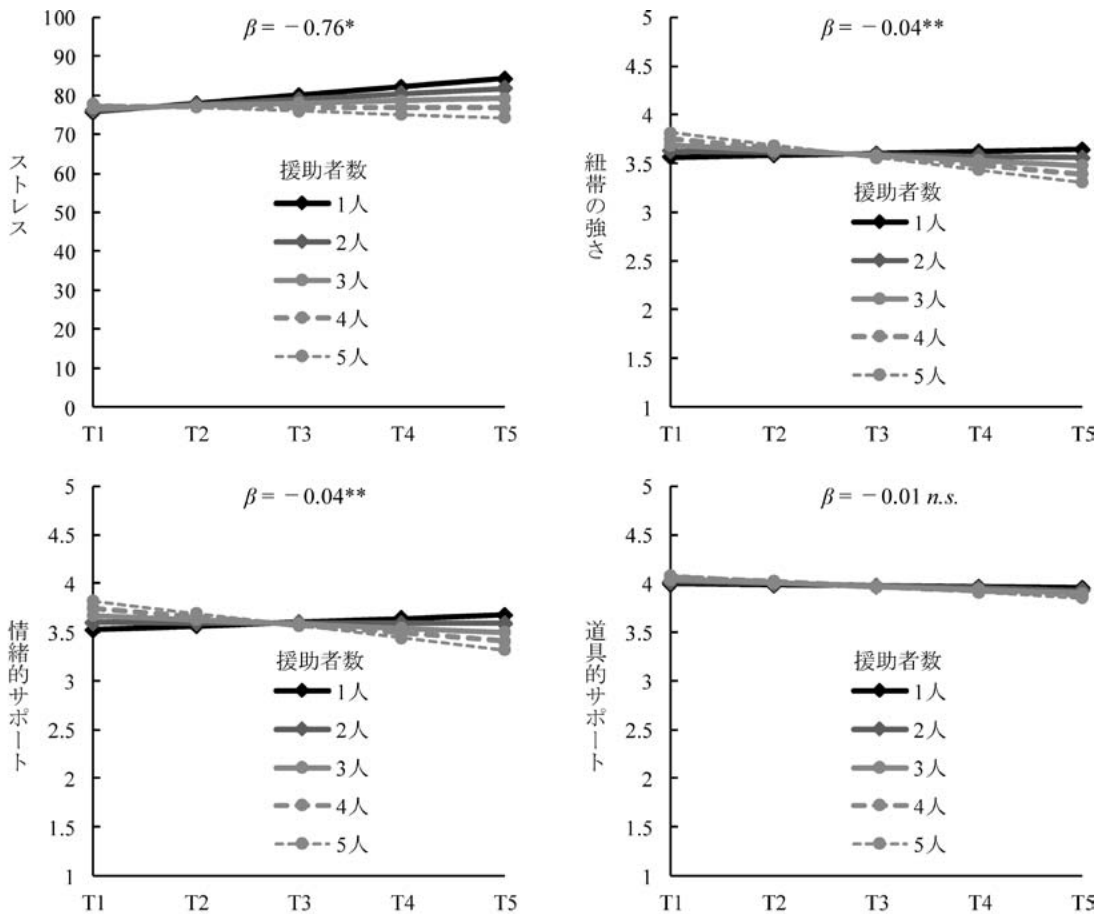 β = −0.76*
100
90
80
70
60
50
40
30
20
10
0
ストレス
援助者数
1人
2人
3人
4人
5人
T1 T2 T3 T4 T5
β = −0.04**
5
4.5
4
3.5
3
2.5
2
1.5
1
紐帯の強さ
援助者数
1人
2人
3人
4人
5人
T1 T2 T3 T4 T5
β = −0.04**
5
4.5
4
3.5
3
2.5
2
1.5
1
情緒的サポート
援助者数
1人
2人
3人
4人
5人
T1 T2 T3 T4 T5
β = −0.01 n.s.
5
4.5
4
3.5
3
2.5
2
1.5
1
道具的サポート
援助者数
1人
2人
3人
4人
5人
T1 T2 T3 T4 T5